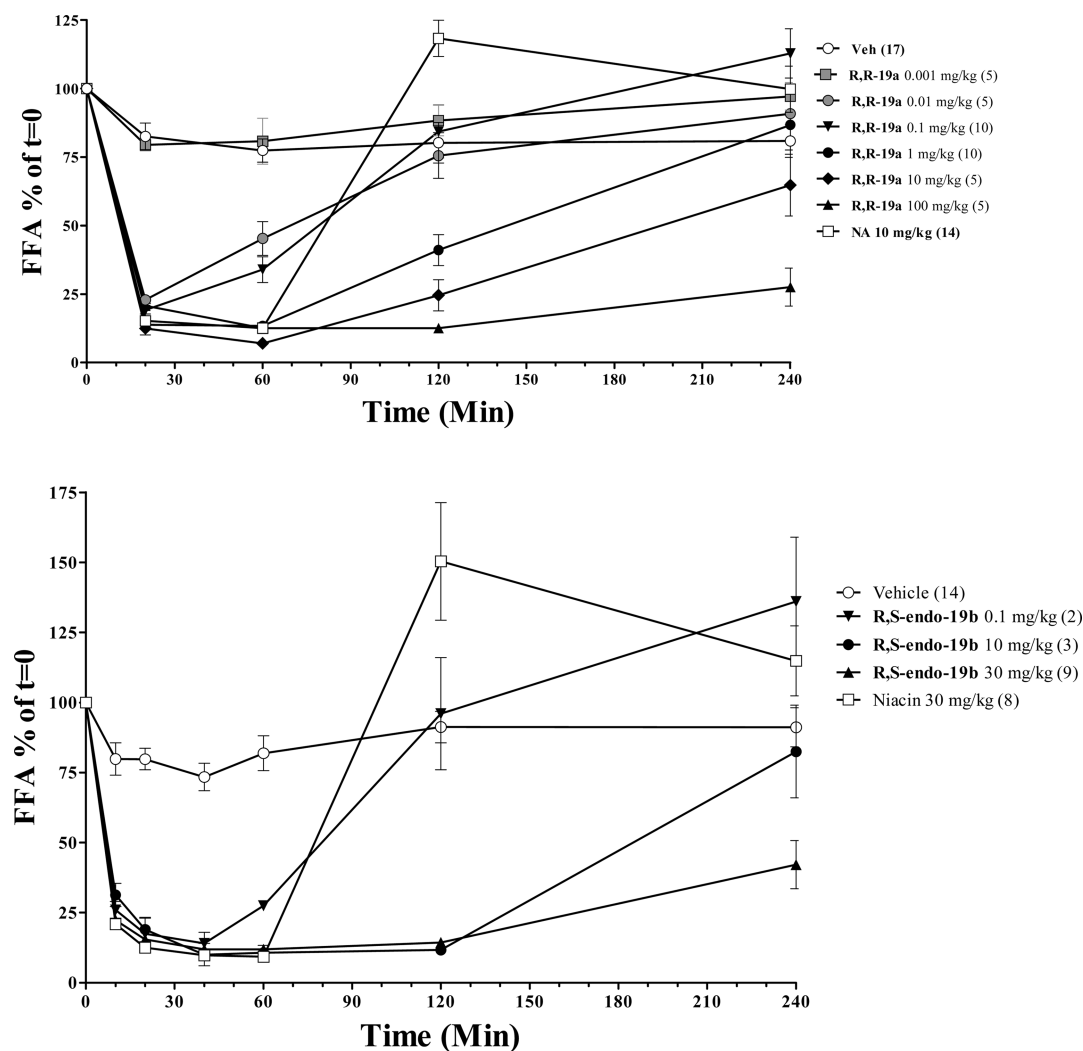 FFA % of t=0
125
100
75
50
25
0
0 30 60 90 120 150 180 210 240
Time (Min)
Veh (17)
R,R-19a 0.001 mg/kg (5)
R,R-19a 0.01 mg/kg (5)
R,R-19a 0.1 mg/kg (10)
R,R-19a 1 mg/kg (10)
R,R-19a 10 mg/kg (5)
R,R-19a 100 mg/kg (5)
NA 10 mg/kg (14)
FFA % of t=0
175
150
125
100
75
50
25
0
0 30 60 90 120 150 180 210 240
Time (Min)
Vehicle (14)
R,S-endo-19b 0.1 mg/kg (2)
R,S-endo-19b 10 mg/kg (3)
R,S-endo-19b 30 mg/kg (9)
Niacin 30 mg/kg (8)